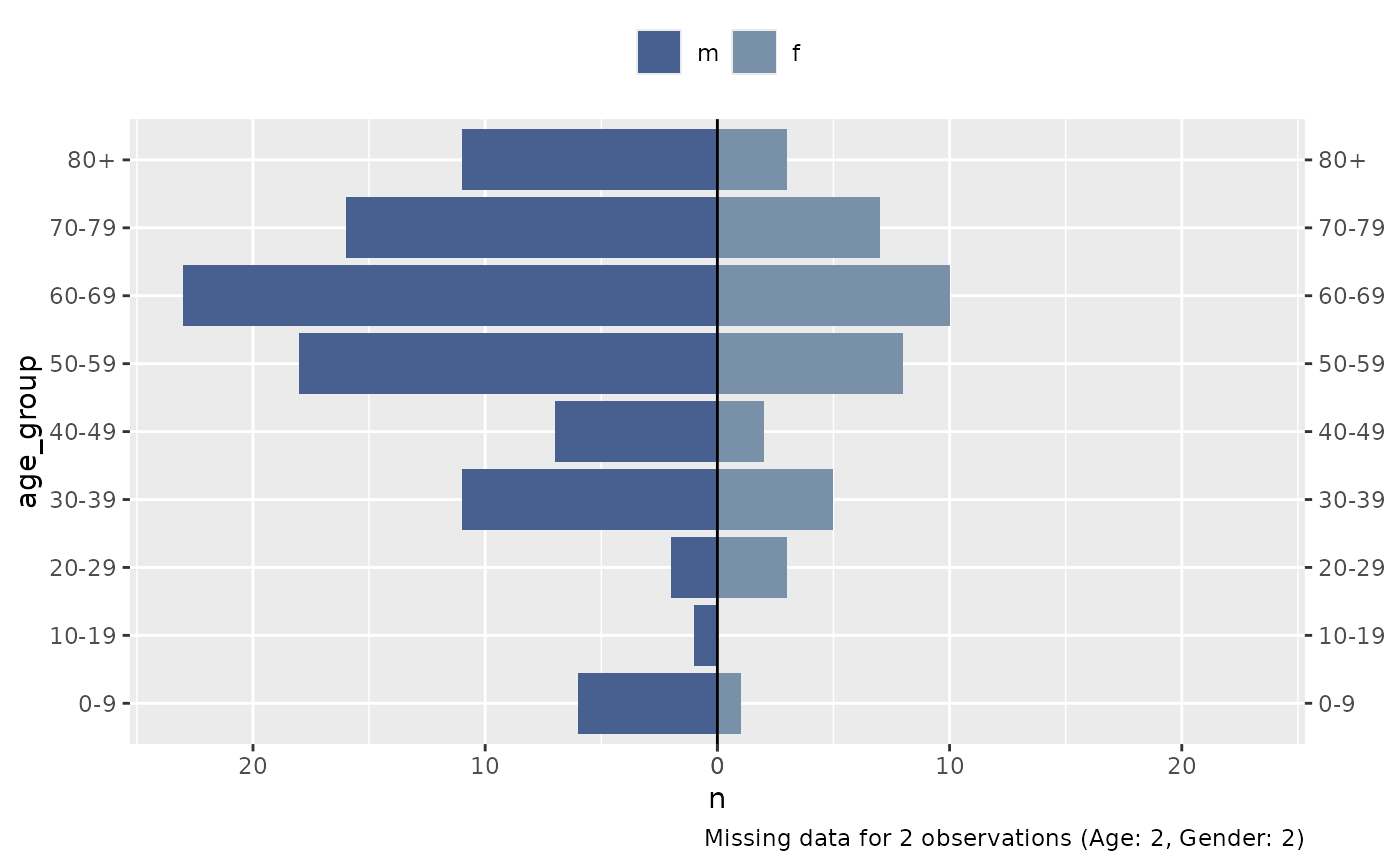 m f
80+ 80+
70-79 70-79
60-69 60-69
50-59 50-59
40-49 40-49
30-39 30-39
20-29 20-29
10-19 10-19
0-9 0-9
age_group
20 10 0 10 20
n
Missing data for 2 observations (Age: 2, Gender: 2)